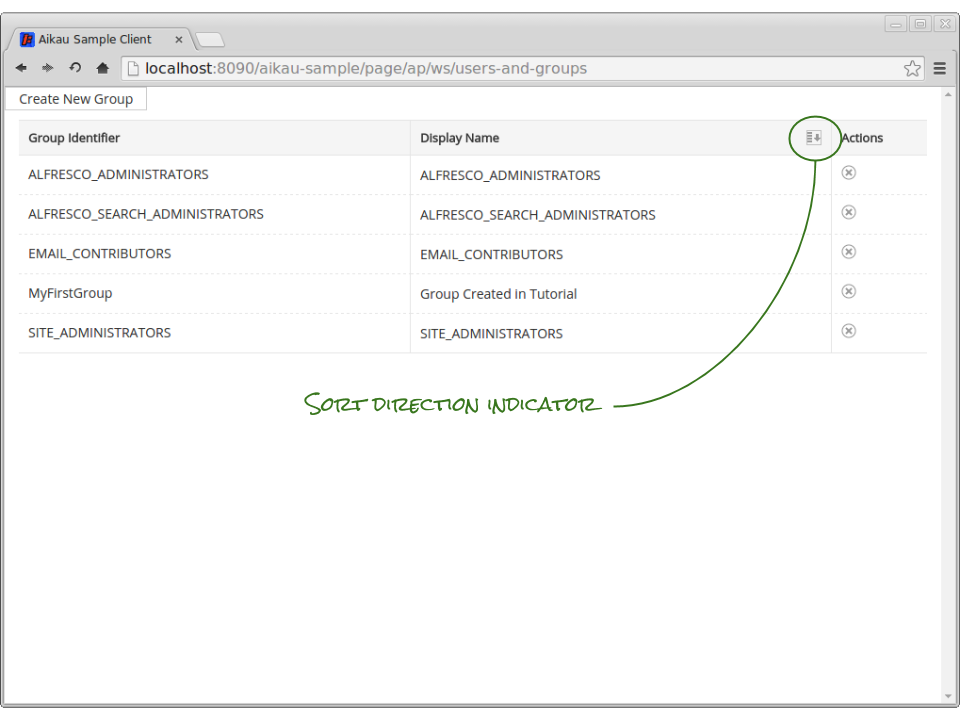 Aikau Sample Client
localhost:8090/aikau-sample/page/ap/ws/users-and-groups
Create New Group
Group Identifier Display Name Actions
ALFRESCO_ADMINISTRATORS ALFRESCO_ADMINISTRATORS
ALFRESCO_SEARCH_ADMINISTRATORS ALFRESCO_SEARCH_ADMINISTRATORS
EMAIL_CONTRIBUTORS EMAIL_CONTRIBUTORS
MyFirstGroup Group Created in Tutorial
SITE_ADMINISTRATORS SITE_ADMINISTRATORS
Sort direction indicator